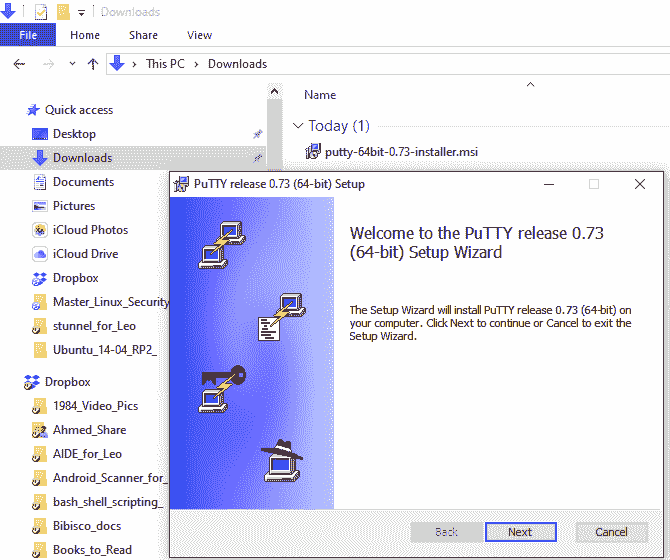 Downloads
File Home Share View
This PC > Downloads
Name
Quick access
Today (1)
Desktop
Downloads
putty-64bit-0.73-installer.msi
Documents
PuTTY release 0.73 (64-bit) Setup
Pictures
iCloud Photos
iCloud Drive
Dropbox
Master_Linux_Security
stunnel_for_Leo
Ubuntu_14-04_RP2_
Dropbox
1984_Video_Pics
Ahmed_Share
AIDE_for_Leo
Android_Scanner_for_
bash_shell_scripting_
Bibisco_docs
Books_to_Read
Welcome to the PuTTY release 0.73
(64-bit) Setup Wizard
The Setup Wizard will install PuTTY release 0.73 (64-bit) on
your computer. Click Next to continue or Cancel to exit the
Setup Wizard.
Back Next Cancel